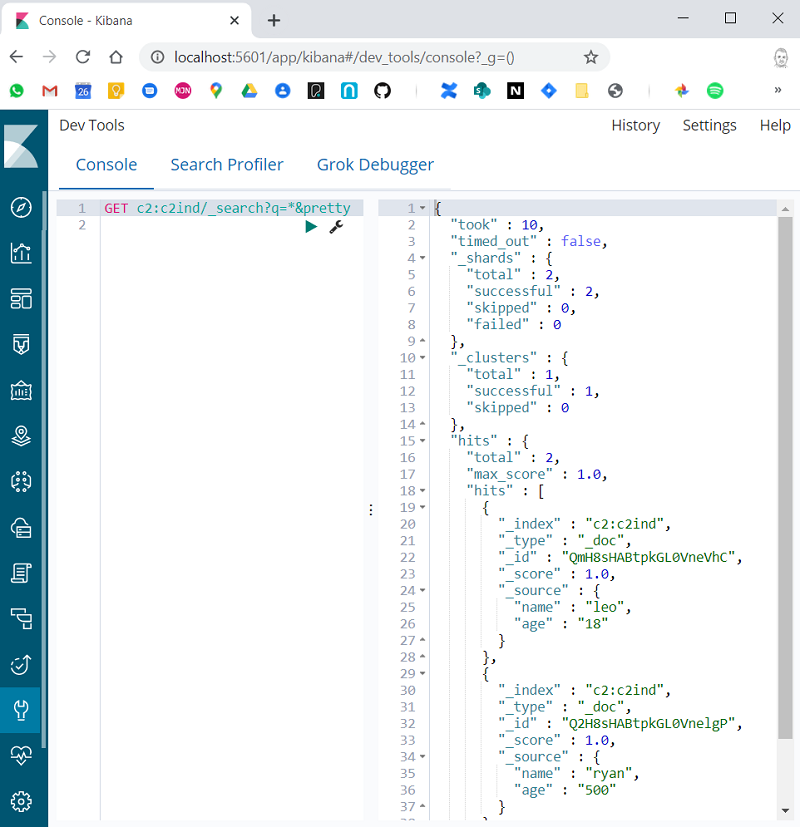 Console - Kibana
localhost:5601/app/kibana#/dev_tools/console?_g=()
26
MJN
N
Dev Tools
History Settings Help
Console Search Profiler Grok Debugger
1 GET c2:c2ind/_search?q=*&pretty
2
1 {
2 "took" : 10,
3 "timed_out" : false,
4 "_shards" : {
5 "total" : 2,
6 "successful" : 2,
7 "skipped" : 0,
8 "failed" : 0
9 },
10 "_clusters" : {
11 "total" : 1,
12 "successful" : 1,
13 "skipped" : 0
14 },
15 "hits" : {
16 "total" : 2,
17 "max_score" : 1.0,
18 "hits" : [
19 {
20 "_index" : "c2:c2ind",
21 "_type" : "_doc",
22 "_id" : "QmH8sHABtpkGL0VneVhC",
23 "_score" : 1.0,
24 "_source" : {
25 "name" : "leo",
26 "age" : "18"
27 }
28 },
29 {
30 "_index" : "c2:c2ind",
31 "_type" : "_doc",
32 "_id" : "Q2H8sHABtpkGL0VnelgP",
33 "_score" : 1.0,
34 "_source" : {
35 "name" : "ryan",
36 "age" : "500"
37 }